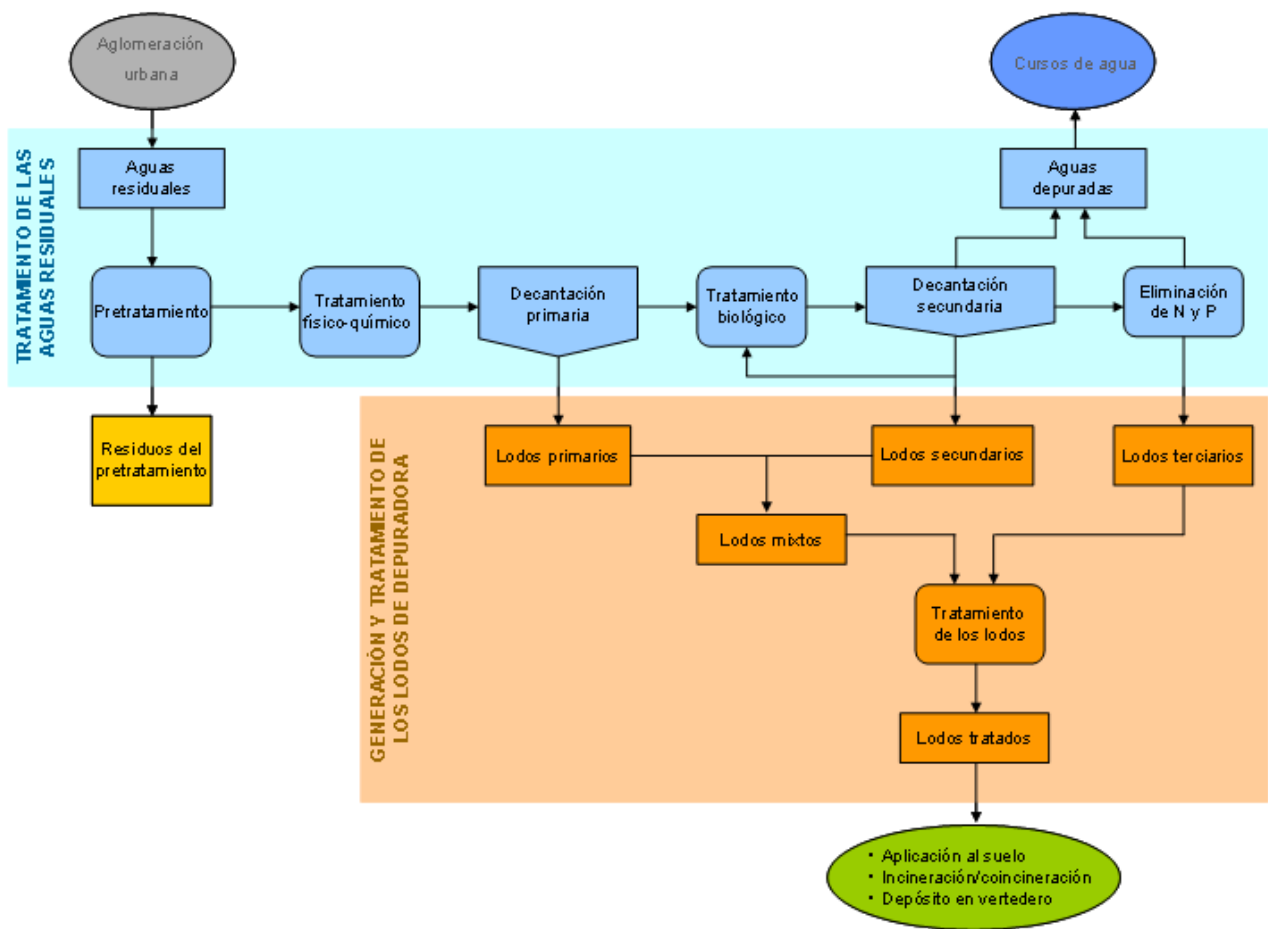 Aglomeración
urbana
Cursos de agua
TRATAMIENTO DE LAS
AGUAS RESIDUALES
Aguas
residuales
Aguas
depuradas
Pretratamiento
Tratamiento
físico-químico
Decantación
primaria
Tratamiento
biológico
Decantación
secundaria
Eliminación
de N y P
Residuos del
pretratamiento
GENERACIÓN Y TRATAMIENTO DE
LOS LODOS DE DEPURADORA
Lodos primarios
Lodos secundarios
Lodos terciarios
Lodos mixtos
Tratamiento
de los lodos
Lodos tratados
• Aplicación al suelo
• Incineración/coincineración
• Depósito en vertedero